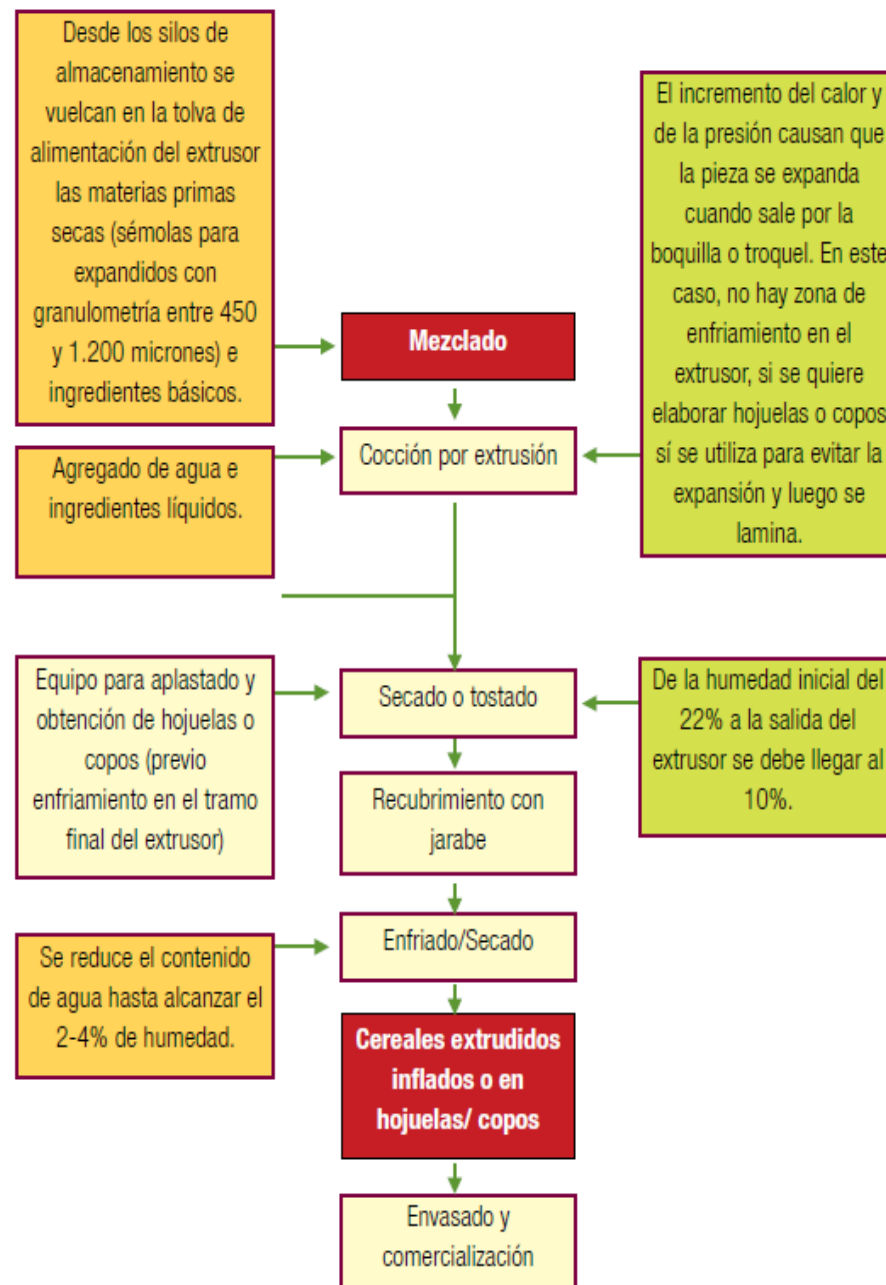 Desde los silos de
almacenamiento se
vuelcan en la tolva de
alimentación del extrusor
las materias primas
secas (sémolas para
expandidos con
granulometría entre 450
y 1.200 micrones) e
ingredientes básicos.
El incremento del calor y
de la presión causan que
la pieza se expanda
cuando sale por la
boquilla o troquel. En este
caso, no hay zona de
enfriamiento en el
extrusor, si se quiere
elaborar hojuelas o copos
sí se utiliza para evitar la
expansión y luego se
lamina.
Mezclado
Agregado de agua e
ingredientes líquidos.
Cocción por extrusión
Equipo para aplastado y
obtención de hojuelas o
copos (previo
enfriamiento en el tramo
final del extrusor)
Secado o tostado
De la humedad inicial del
22% a la salida del
extrusor se debe llegar al
10%.
Recubrimiento con
jarabe
Se reduce el contenido
de agua hasta alcanzar el
2-4% de humedad.
Enfriado/Secado
Cereales extrudidos
inflados o en
hojuelas/ copos
Envasado y
comercialización